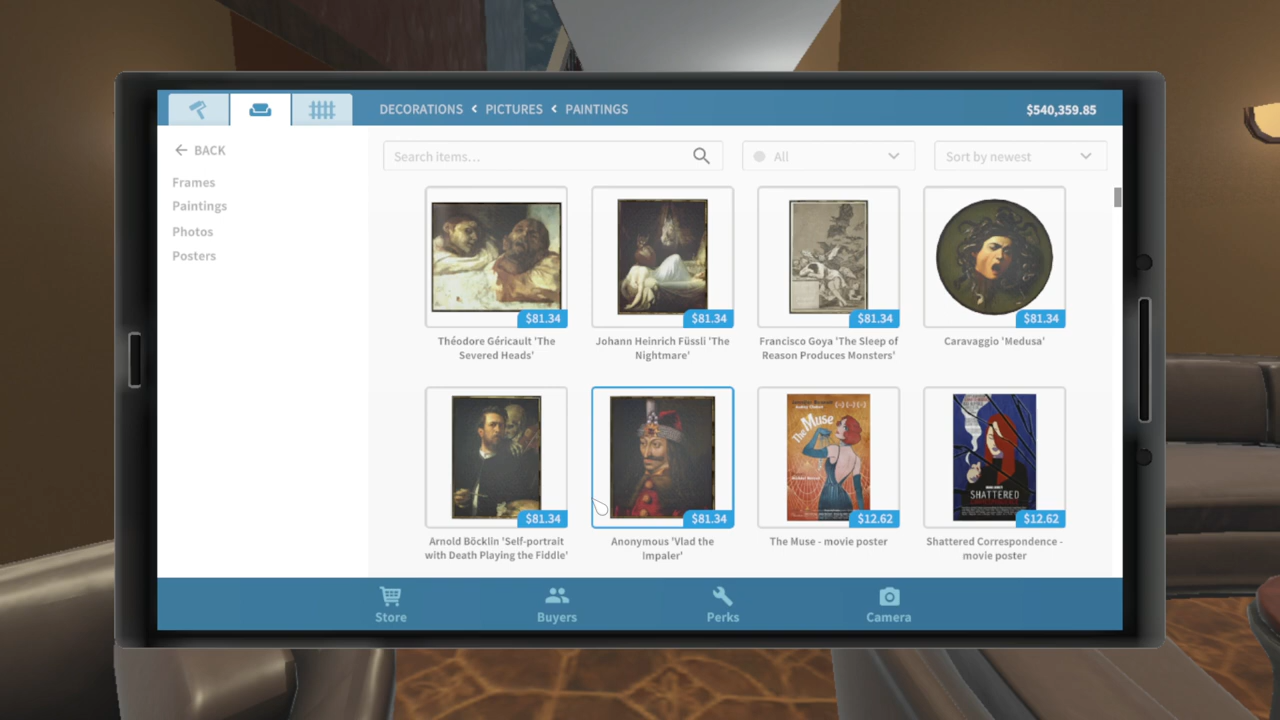 DECORATIONS < PICTURES < PAINTINGS
$540,359.85
BACK
Search items...
All
Sort by newest
Frames
Paintings
Photos
Posters
$81.34
$81.34
$81.34
$81.34
Théodore Géricault 'The
Severed Heads'
Johann Heinrich Füssli 'The
Nightmare'
Francisco Goya 'The Sleep of
Reason Produces Monsters'
Caravaggio 'Medusa'
The Muse
SHATTERED
$81.34
$81.34
$12.62
$12.62
Arnold Böcklin 'Self-portrait
with Death Playing the Fiddle'
Anonymous 'Vlad the
Impaler'
The Muse - movie poster
Shattered Correspondence -
movie poster
Store
Buyers
Perks
Camera